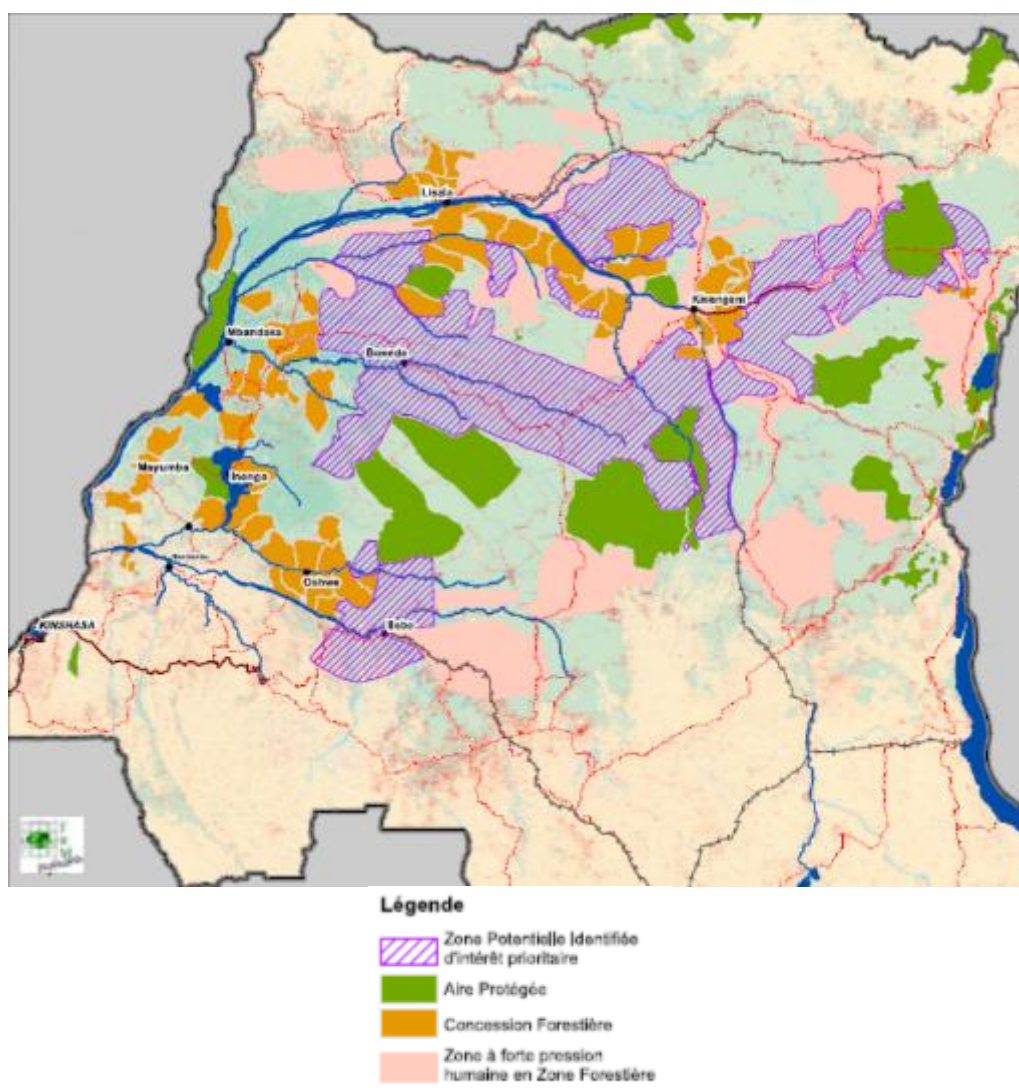 Lisala
Kisangani
Mbandaka
Boende
Mayumba
Inongo
Oshwe
Bebo
KINSHASA
Légende
Zone Potentielle Identifiée
d'intérêt prioritaire
Aire Protégée
Concession Forestière
Zone à forte pression
humaine en Zone Forestière